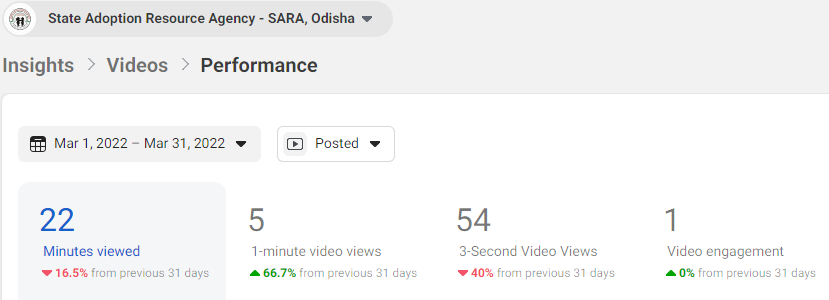 State Adoption Resource Agency - SARA, Odisha
Insights > Videos > Performance
Mar 1, 2022 – Mar 31, 2022 Posted
22 5 54 1
Minutes viewed 1-minute video views 3-Second Video Views Video engagement
16.5% from previous 31 days 66.7% from previous 31 days 40% from previous 31 days 0% from previous 31 days